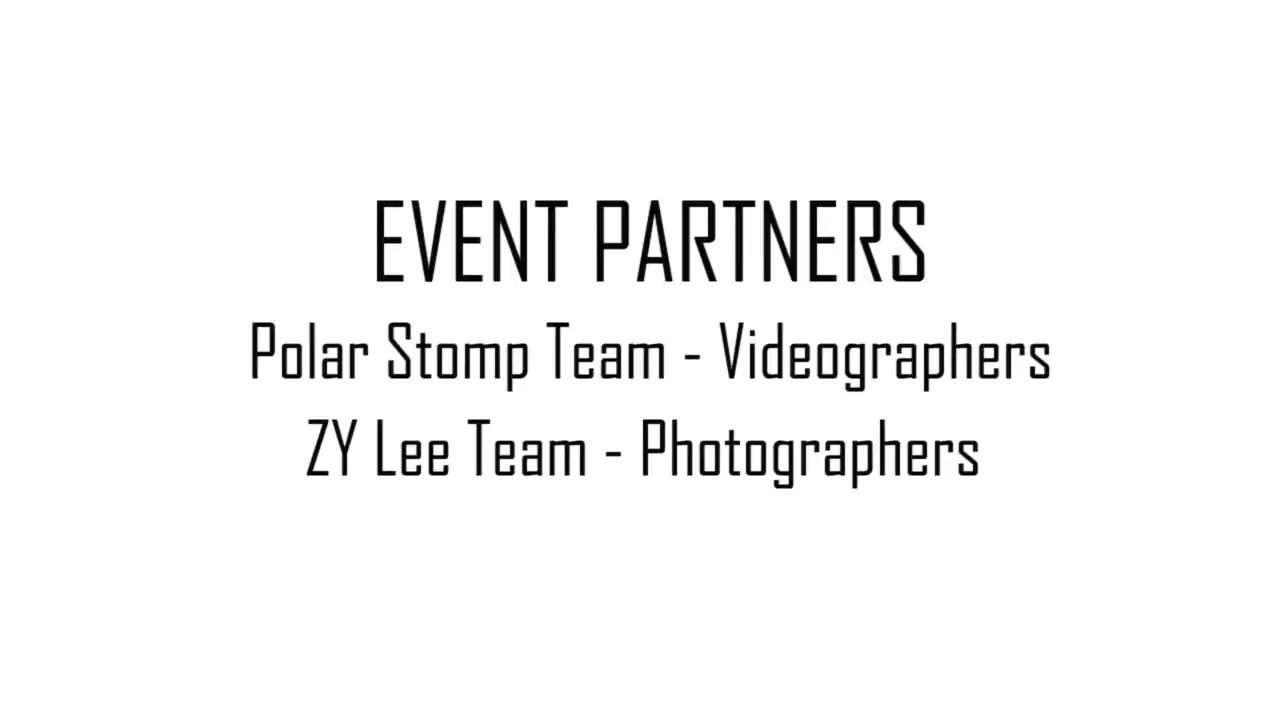 EVENT PARTNERS
Polar Stomp Team - Videographers
ZY Lee Team - Photographers